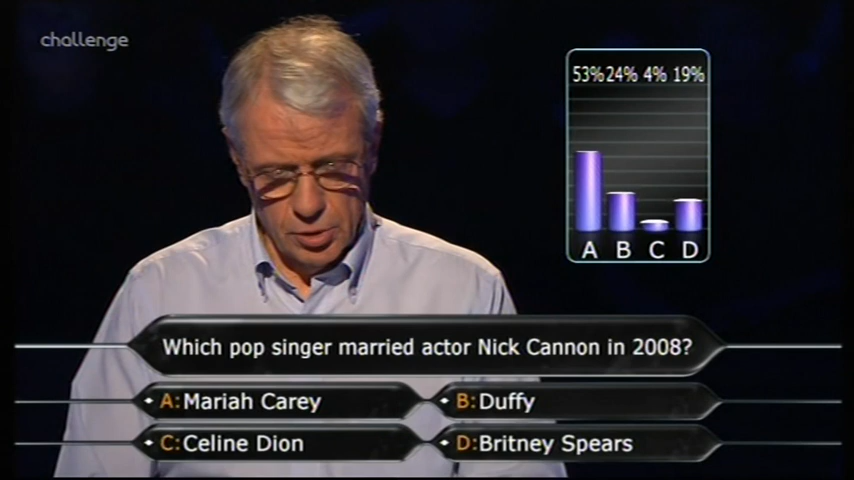 challenge
53% 24% 4% 19%
A B C D
Which pop singer married actor Nick Cannon in 2008?
A: Mariah Carey
B: Duffy
C: Celine Dion
D: Britney Spears